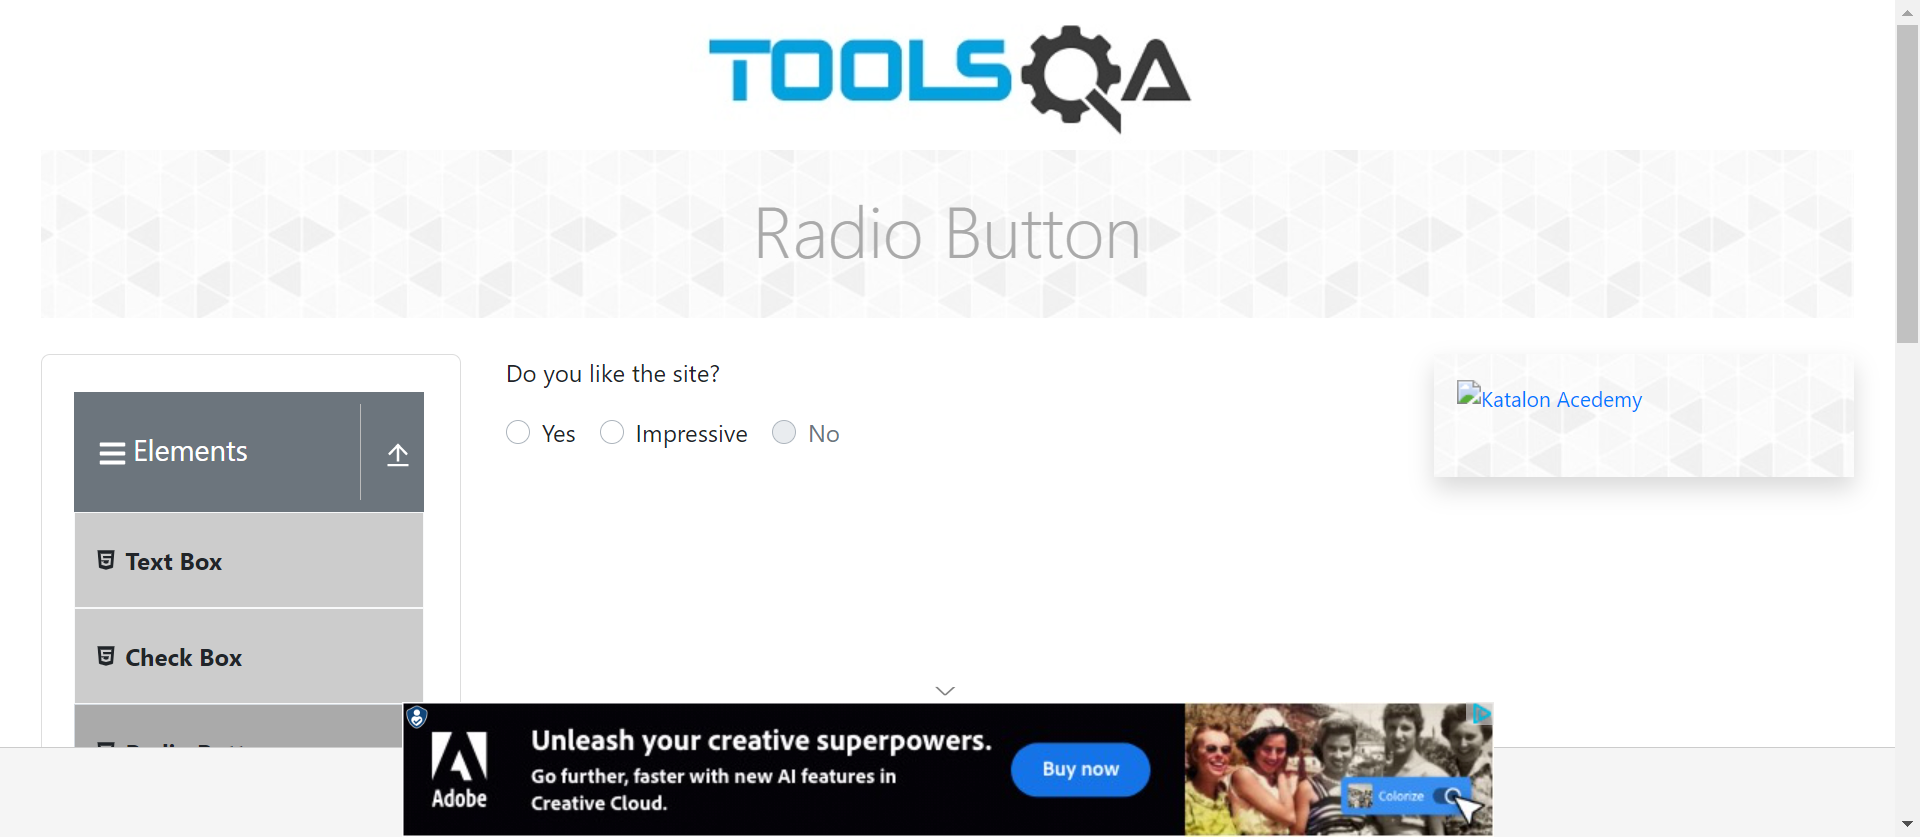 TOOLSQA
Radio Button
Elements
Text Box
Check Box
Do you like the site?
Yes Impressive No
Katalon Acedemy
Adobe
Unleash your creative superpowers.
Go further, faster with new AI features in
Creative Cloud.
Buy now
Colorize